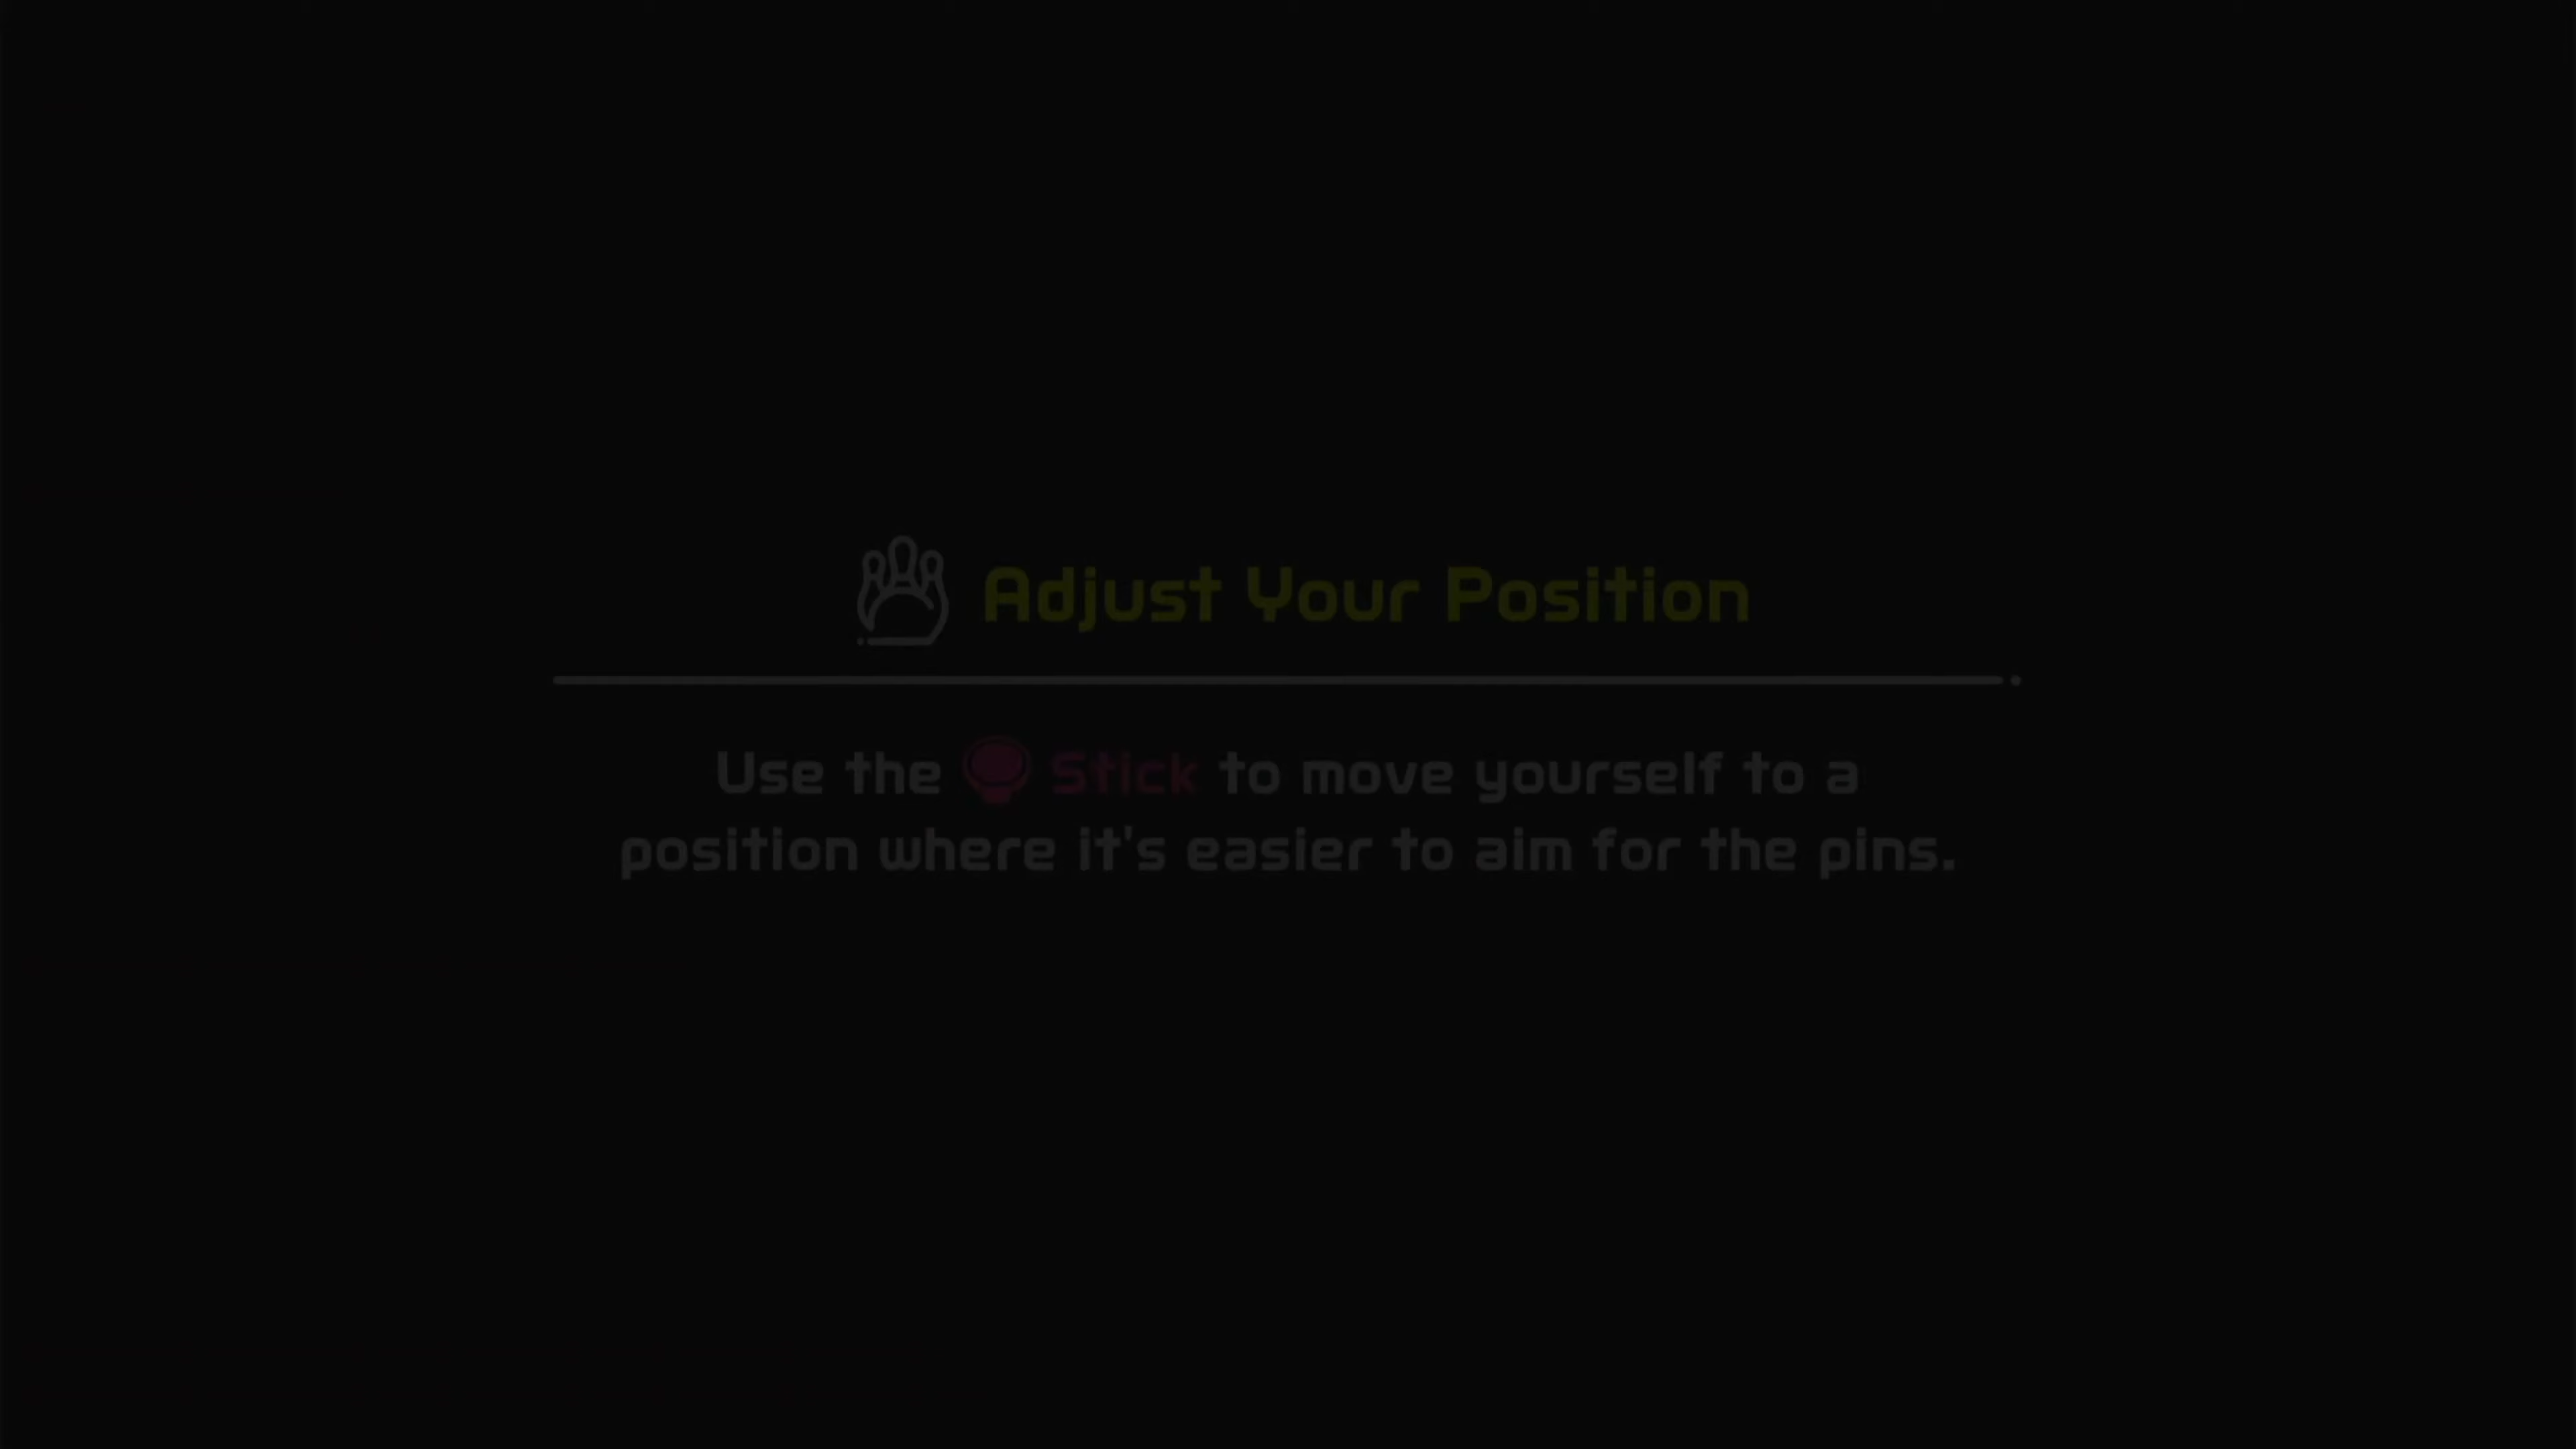 Adjust Your Position
Use the Stick to move yourself to a
position where it's easier to aim for the pins.